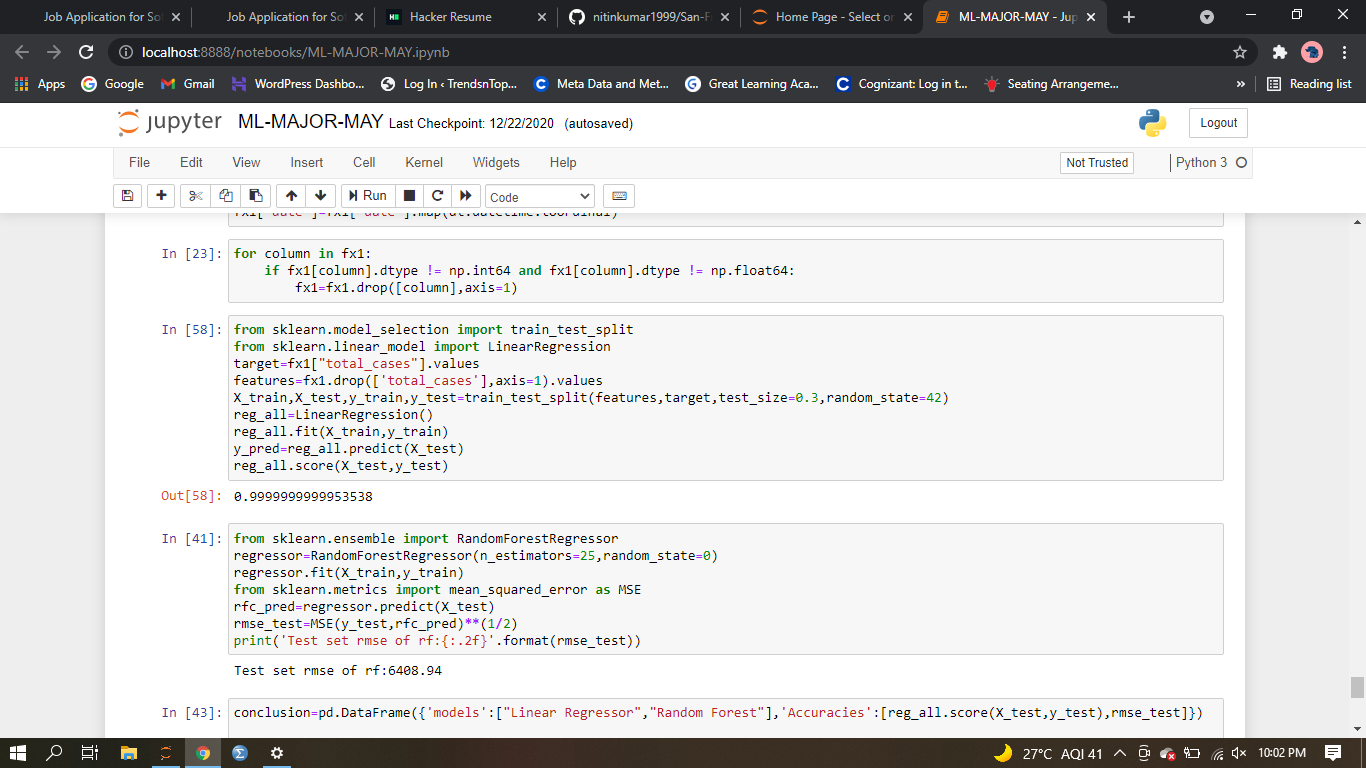 Job Application for So
Job Application for So
Hacker Resume
nitinkumar1999/San-F
Home Page - Select or
ML-MAJOR-MAY - Jup
localhost:8888/notebooks/ML-MAJOR-MAY.ipynb
Apps
Google
Gmail
WordPress Dashbo...
Log In ‹ TrendsnTop...
Meta Data and Met...
Great Learning Aca...
Cognizant: Log in t...
Seating Arrangeme...
»
Reading list
jupyter ML-MAJOR-MAY Last Checkpoint: 12/22/2020 (autosaved)
Logout
File Edit View Insert Cell Kernel Widgets Help
Not Trusted
Python 3
Run
Code
fx1['date']=fx1['date'].map(dt.datetime.toordinal)
In [23]: for column in fx1:
if fx1[column].dtype != np.int64 and fx1[column].dtype != np.float64:
fx1=fx1.drop([column],axis=1)
In [58]: from sklearn.model_selection import train_test_split
from sklearn.linear_model import LinearRegression
target=fx1["total_cases"].values
features=fx1.drop(['total_cases'],axis=1).values
X_train,X_test,y_train,y_test=train_test_split(features,target,test_size=0.3,random_state=42)
reg_all=LinearRegression()
reg_all.fit(X_train,y_train)
y_pred=reg_all.predict(X_test)
reg_all.score(X_test,y_test)
Out[58]: 0.9999999999953538
In [41]: from sklearn.ensemble import RandomForestRegressor
regressor=RandomForestRegressor(n_estimators=25,random_state=0)
regressor.fit(X_train,y_train)
from sklearn.metrics import mean_squared_error as MSE
rfc_pred=regressor.predict(X_test)
rmse_test=MSE(y_test,rfc_pred)**(1/2)
print('Test set rmse of rf:{:.2f}'.format(rmse_test))
Test set rmse of rf:6408.94
In [43]: conclusion=pd.DataFrame({'models':["Linear Regressor","Random Forest"],'Accuracies':[reg_all.score(X_test,y_test),rmse_test]})
27°C AQI 41
10:02 PM